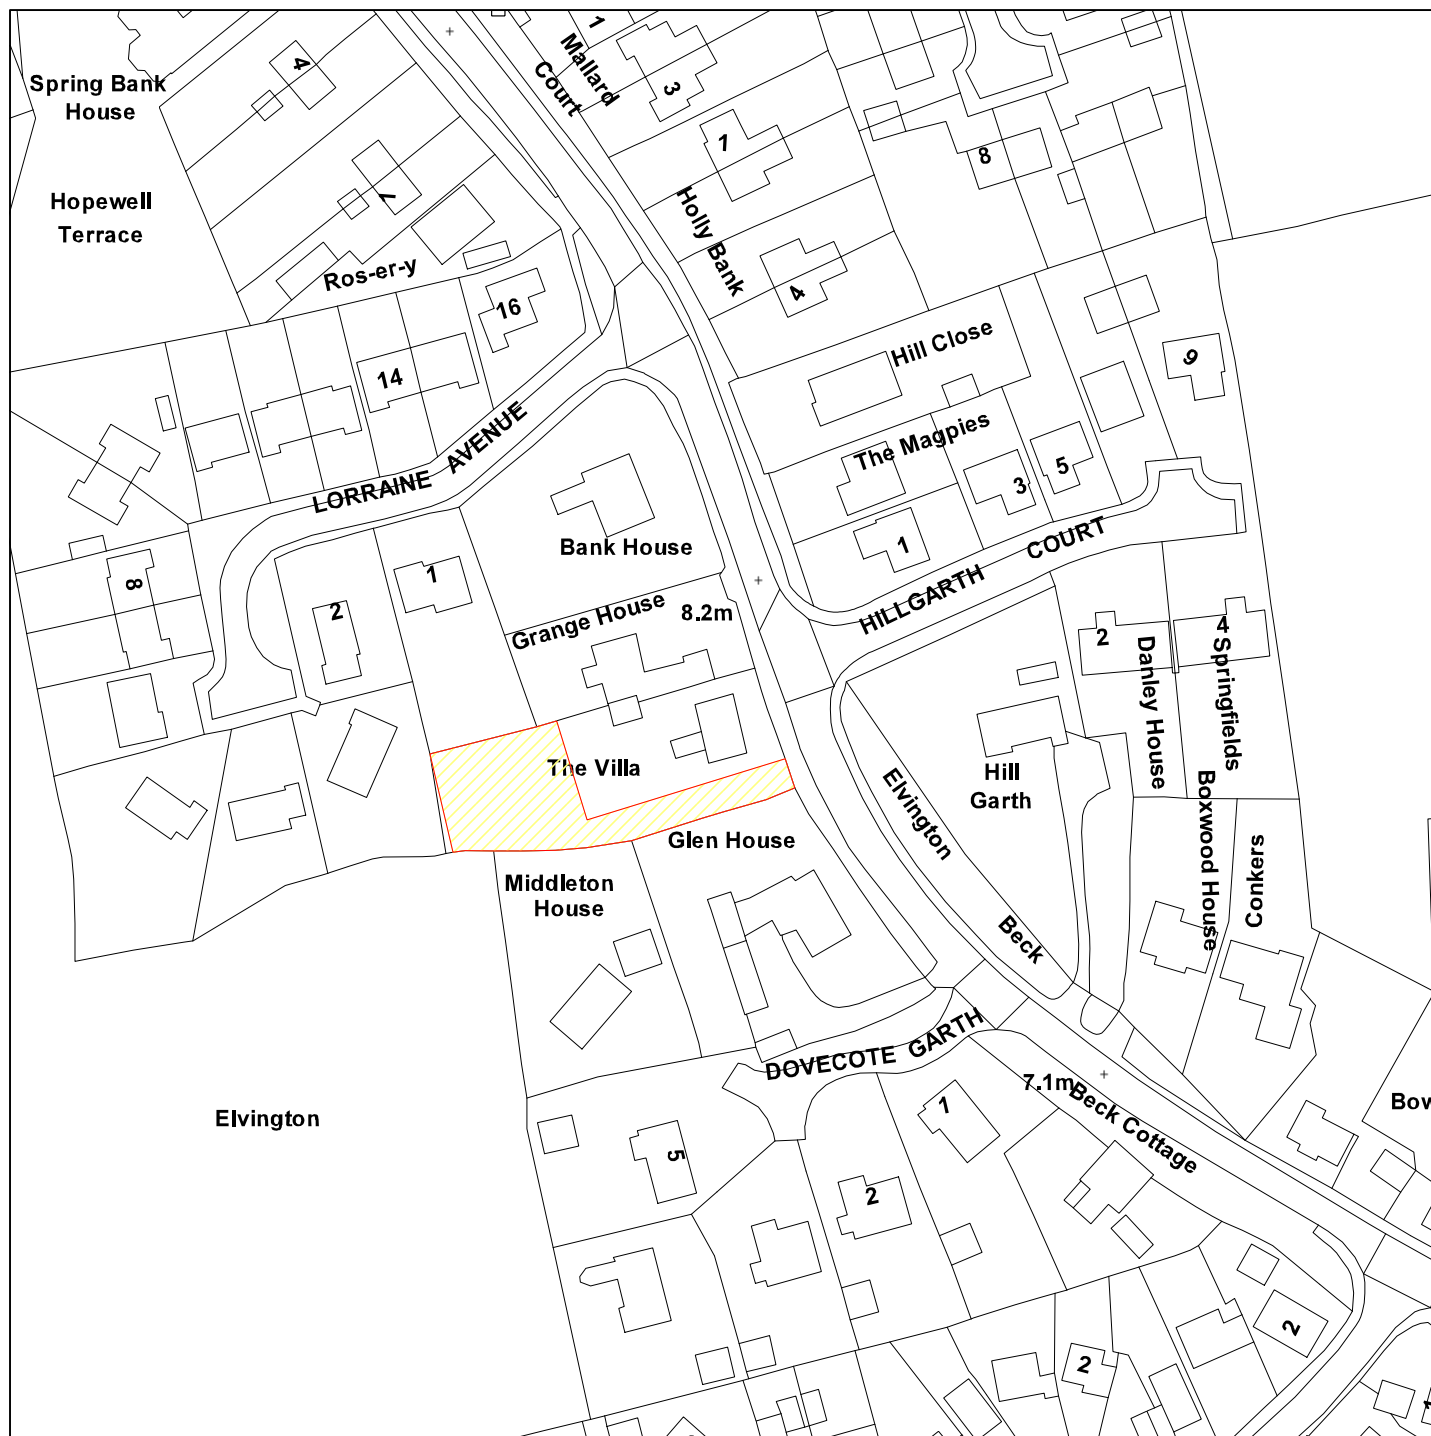 1
Mallard
Court
3
4
Spring Bank
House
1
8
7
Hopewell
Terrace
Holly Bank
Ros-er-y
4
16
Hill Close
9
14
LORRAINE AVENUE
The Magpies
5
3
1
Bank House
HILLGARTH COURT
8
1
2
Grange House
8.2m
2
4
Danley House
Springfields
The Villa
Hill
Garth
Elvington
Beck
Boxwood House
Conkers
Glen House
Middleton
House
DOVECOTE GARTH
7.1m
Beck Cottage
Bow
Elvington
1
5
2
2
2